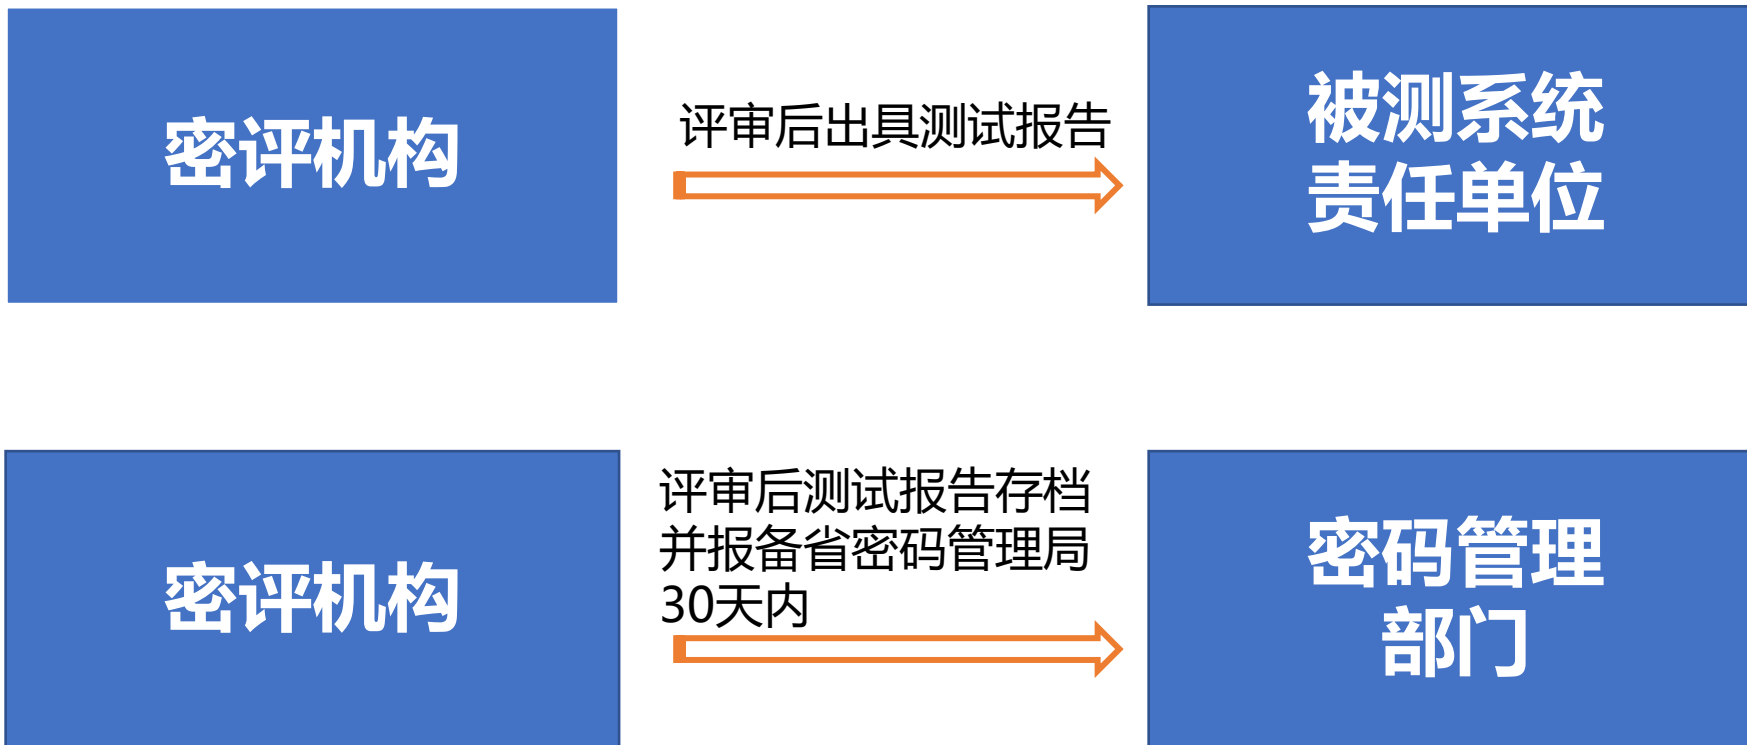 密评机构
评审后出具测试报告
被测系统
责任单位
密评机构
评审后测试报告存档
并报备省密码管理局
30天内
密码管理
部门